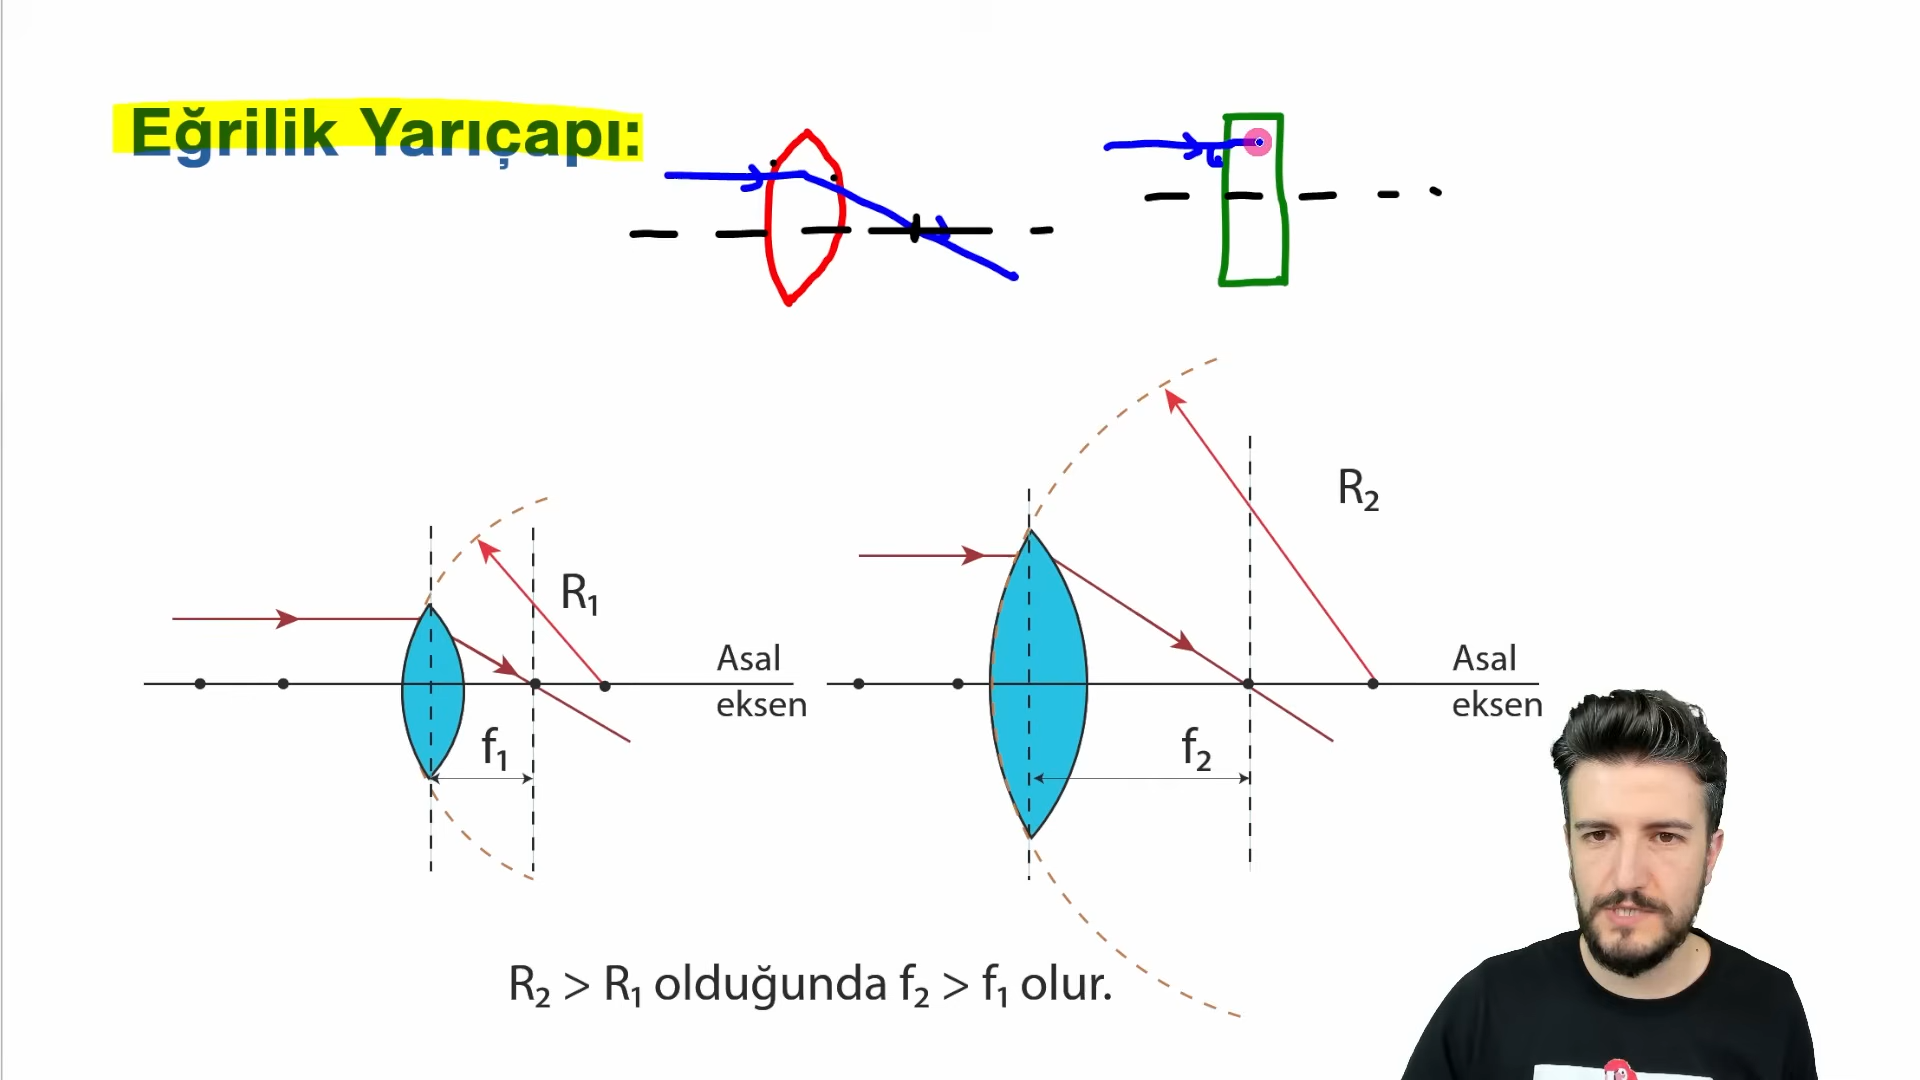 Eğrilik Yarıçapı:
R₂
R₁
Asal
eksen
Asal
eksen
f₁
f₂
R₂ > R₁ olduğunda f₂ > f₁ olur.